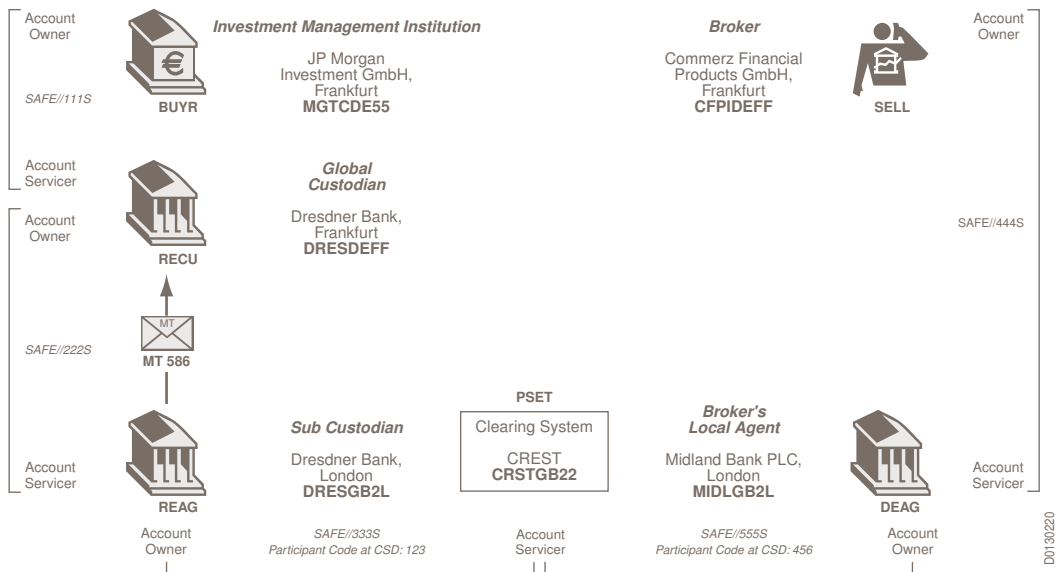 Account
Owner
SAFE//111S
BUYR
Investment Management Institution
JP Morgan
Investment GmbH,
Frankfurt
MGTCDE55
Broker
Commerz Financial
Products GmbH,
Frankfurt
CFPIDEFF
SELL
Account
Owner
Account
Servicer
Account
Owner
RECU
Global
Custodian
Dresdner Bank,
Frankfurt
DRESDEFF
SAFE//444S
SAFE//222S
MT
MT 586
Account
Servicer
REAG
Sub Custodian
Dresdner Bank,
London
DRESGB2L
PSET
Clearing System
CREST
CRSTGB22
Broker's
Local Agent
Midland Bank PLC,
London
MIDLGB2L
DEAG
Account
Servicer
Account
Owner
SAFE//333S
Participant Code at CSD: 123
Account
Servicer
SAFE//555S
Participant Code at CSD: 456
Account
Owner
D0130220